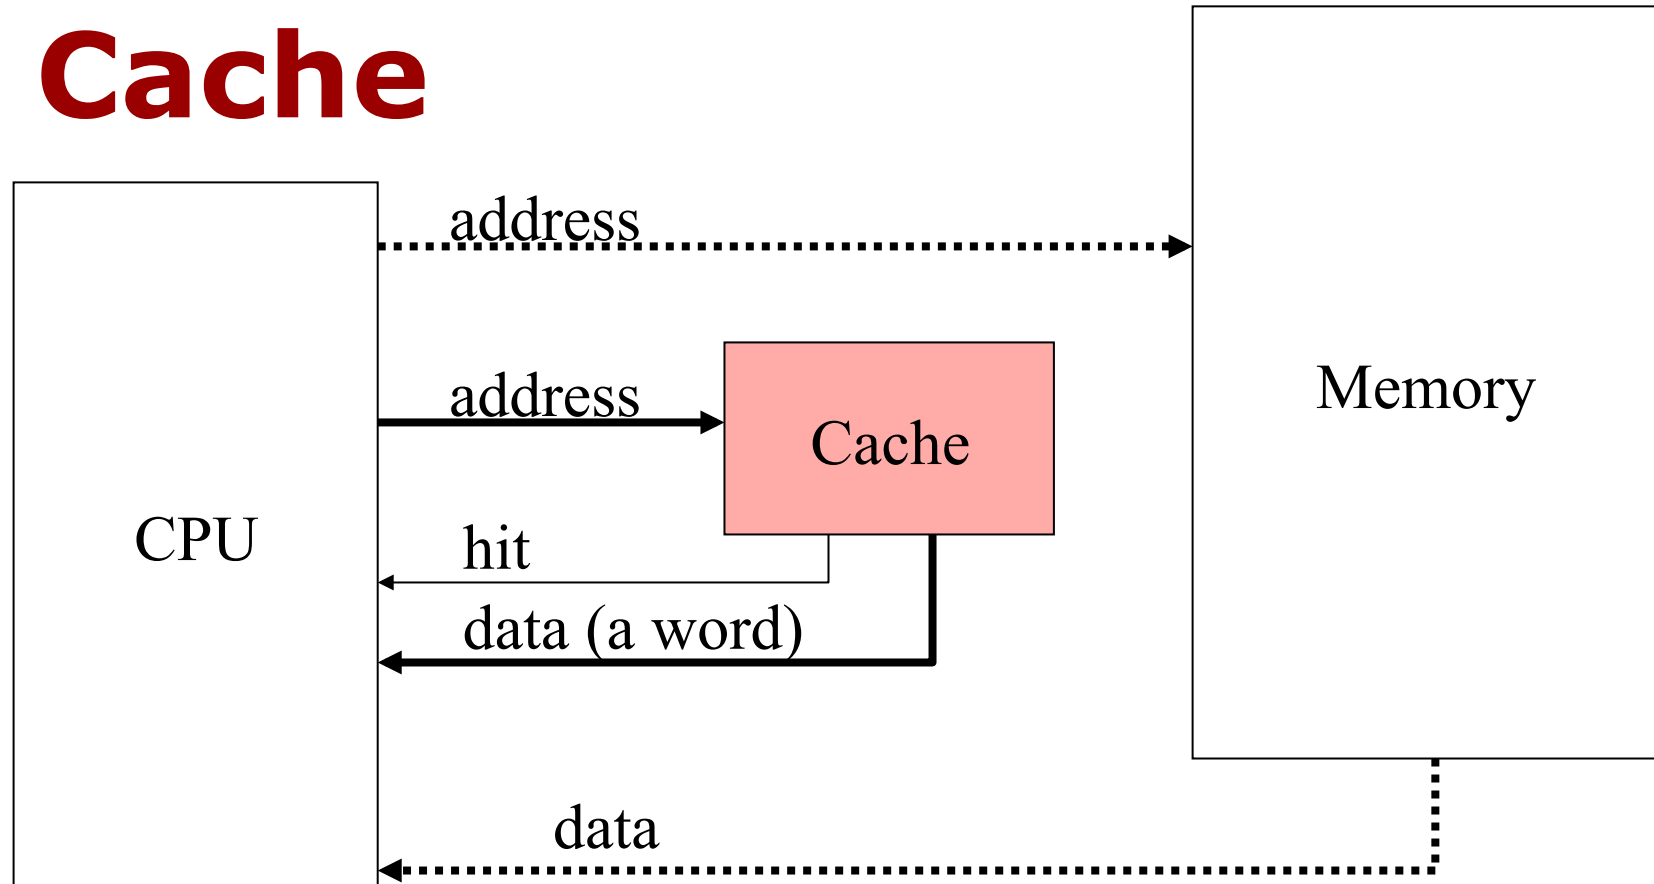 Cache
address
address
Cache
Memory
CPU
hit
data (a word)
data